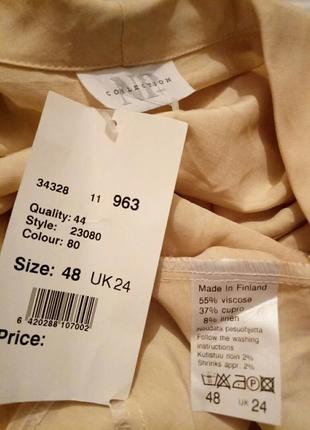 NP
COLLECTION
34328 11 963
Quality: 44
Style: 23080
Colour: 80
Size: 48 UK 24
6 420288 107002
Price:
Made In Finland
55% viscose
37% cupro
8% linen
Noudata pesuohjetta
Follow the washing
instructions
Kutistuu noin 2%
Shrinks appr. 2%
48 UK 24